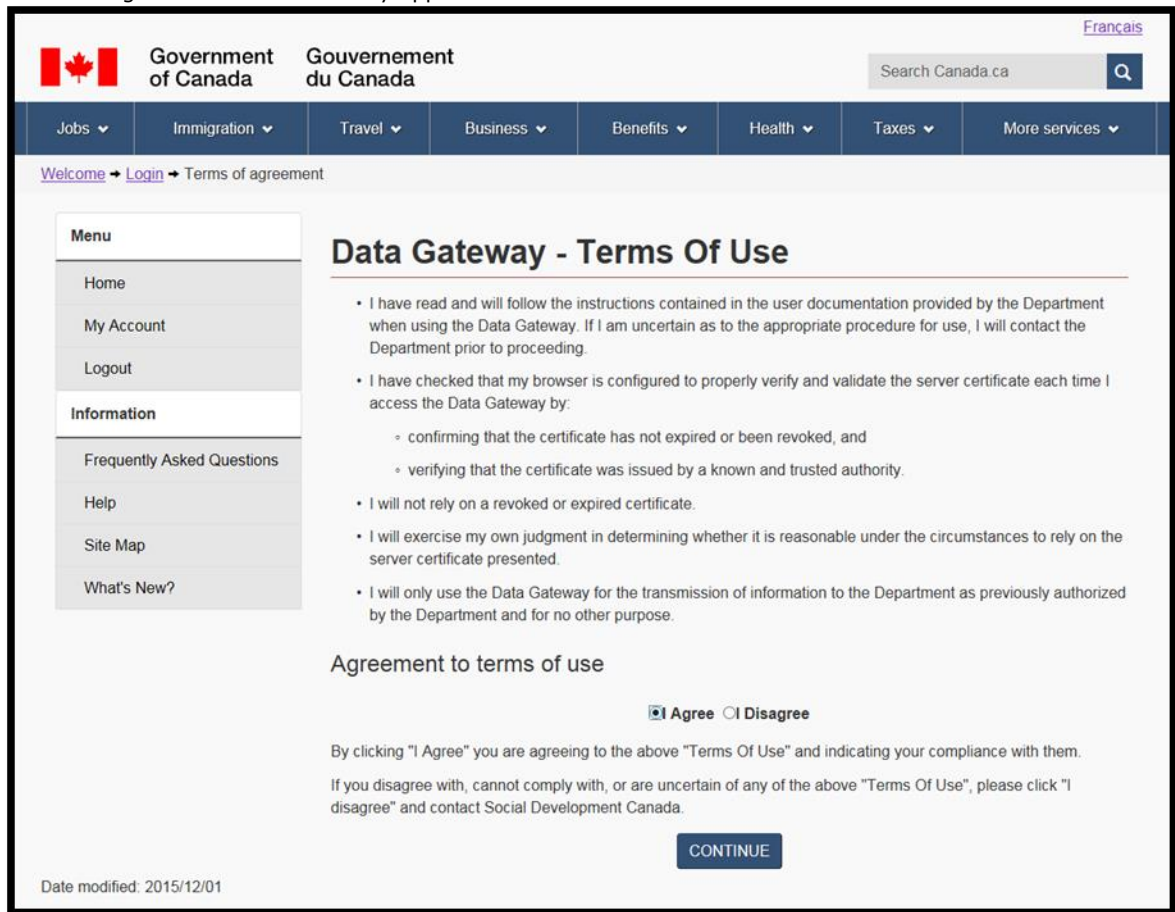 Français
Government Gouvernement
of Canada du Canada
Search Canada.ca
Jobs Immigration Travel Business Benefits Health Taxes More services
Welcome → Login → Terms of agreement
Menu
Home
My Account
Logout
Information
Frequently Asked Questions
Help
Site Map
What's New?
Data Gateway - Terms Of Use
• I have read and will follow the instructions contained in the user documentation provided by the Department
when using the Data Gateway. If I am uncertain as to the appropriate procedure for use, I will contact the
Department prior to proceeding.
• I have checked that my browser is configured to properly verify and validate the server certificate each time I
access the Data Gateway by:
◦ confirming that the certificate has not expired or been revoked, and
◦ verifying that the certificate was issued by a known and trusted authority.
• I will not rely on a revoked or expired certificate.
• I will exercise my own judgment in determining whether it is reasonable under the circumstances to rely on the
server certificate presented.
• I will only use the Data Gateway for the transmission of information to the Department as previously authorized
by the Department and for no other purpose.
Agreement to terms of use
I Agree I Disagree
By clicking "I Agree" you are agreeing to the above "Terms Of Use" and indicating your compliance with them.
If you disagree with, cannot comply with, or are uncertain of any of the above "Terms Of Use", please click "I
disagree" and contact Social Development Canada.
CONTINUE
Date modified: 2015/12/01